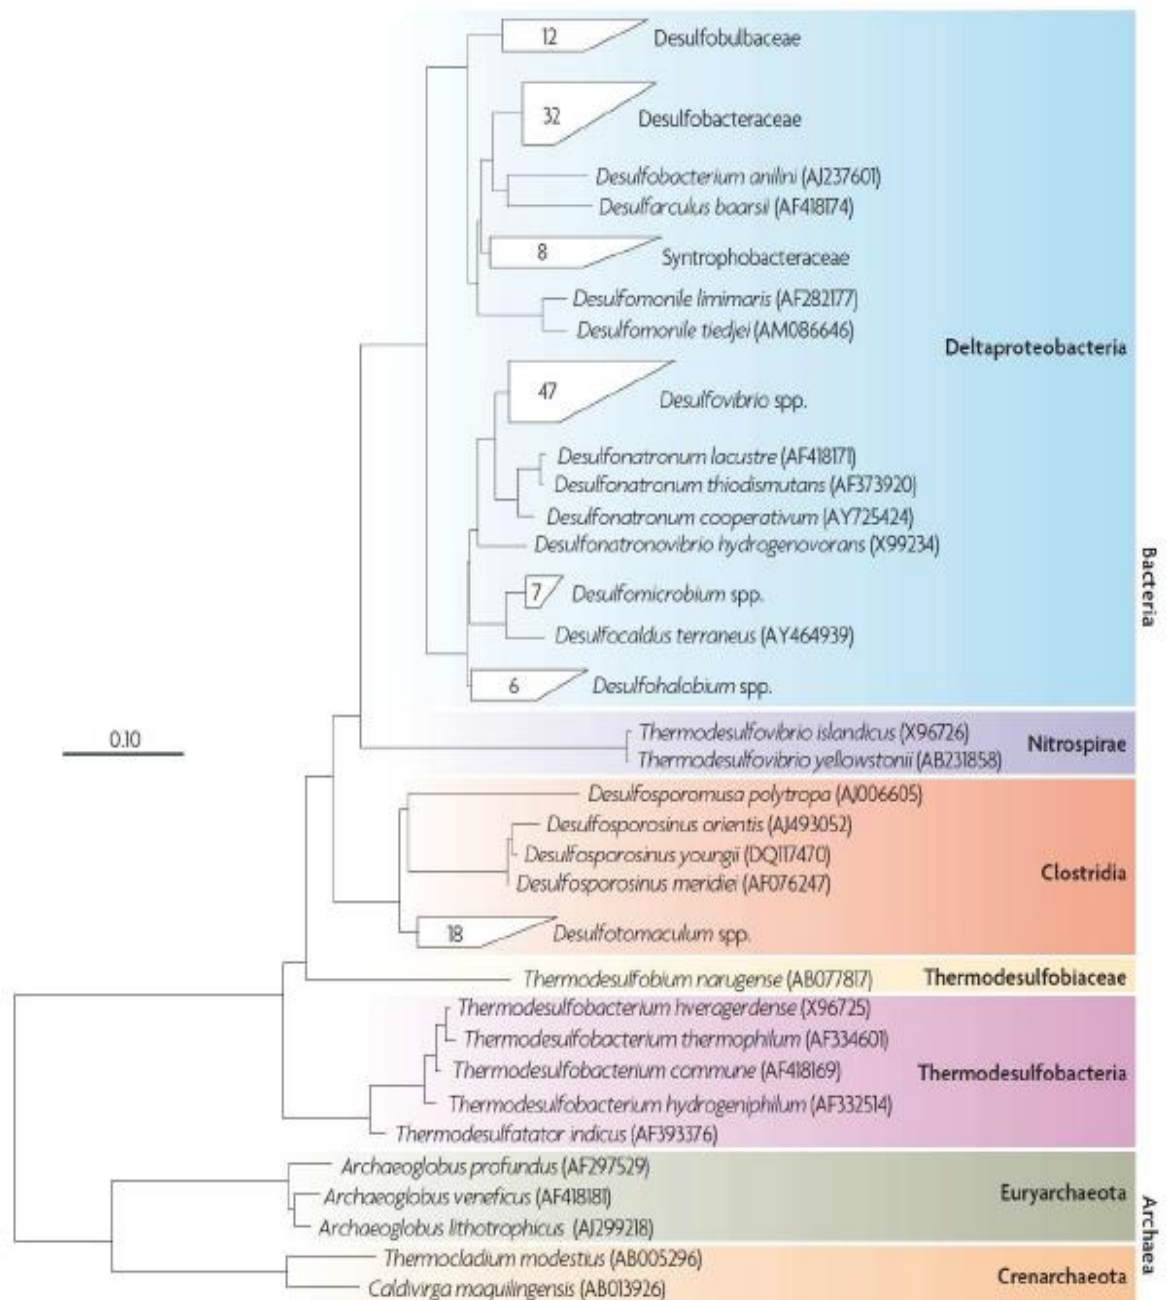 12 Desulfobulbaceae
32 Desulfobacteraceae
Desulfobacterium anilini (AJ237601)
Desulfarculus baarsii (AF418174)
8 Syntrophobacteraceae
Desulfomonile limimaris (AF282177)
Desulfomonile tiedjei (AM086646)
Deltaproteobacteria
47 Desulfovibrio spp.
Desulfonatronum lacustre (AF418171)
Desulfonatronum thiodismutans (AF373920)
Desulfonatronum cooperativum (AY725424)
Desulfonatronovibrio hydrogenovorans (X99234)
Bacteria
7 Desulfomicrobium spp.
Desulfocaldus terraneus (AY464939)
6 Desulfohalobium spp.
0.10
Thermodesulfovibrio islandicus (X96726)
Nitrospirae
Thermodesulfovibrio yellowstonii (AB231858)
Desulfosporomusa polytropa (AJ006605)
Desulfosporosinus orientis (AJ493052)
Desulfosporosinus youngii (DQ117470)
Clostridia
Desulfosporosinus meridiei (AF076247)
18 Desulfotomaculum spp.
Thermodesulfobium narugense (AB077817) Thermodesulfobiaceae
Thermodesulfobacterium hveragerdense (X96725)
Thermodesulfobacterium thermophilum (AF334601)
Thermodesulfobacterium commune (AF418169) Thermodesulfobacteria
Thermodesulfobacterium hydrogeniphilum (AF332514)
Thermodesulfatator indicus (AF393376)
Archaeoglobus profundus (AF297529)
Archaeoglobus veneficus (AF418181) Euryarchaeota
Archaeoglobus lithotrophicus (AJ299218)
Archaea
Thermocladium modestius (AB005296)
Crenarchaeota
Caldivirga maquilingensis (AB013926)